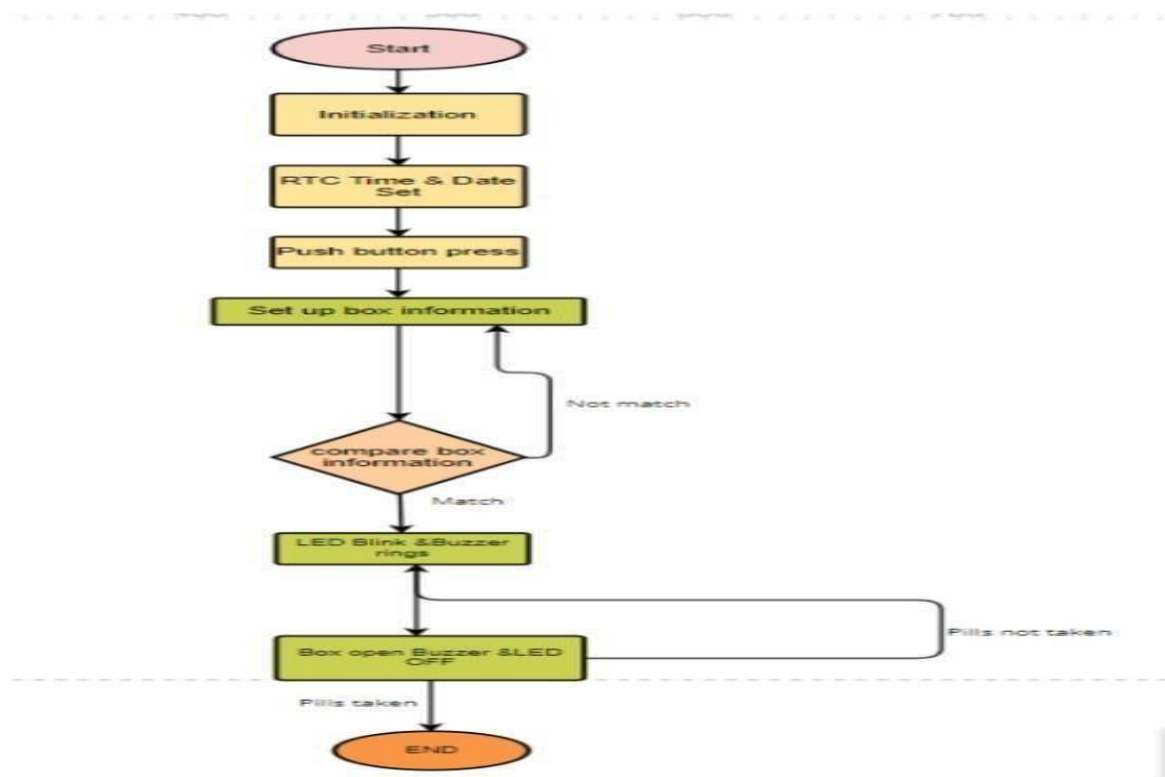 Start
Initialization
RTC Time & Date
Set
Push button press
Set up box information
Not match
compare box
information
Match
LED Blink &Buzzer
rings
Pills not taken
Box open Buzzer &LED
OFF
Pills taken
END